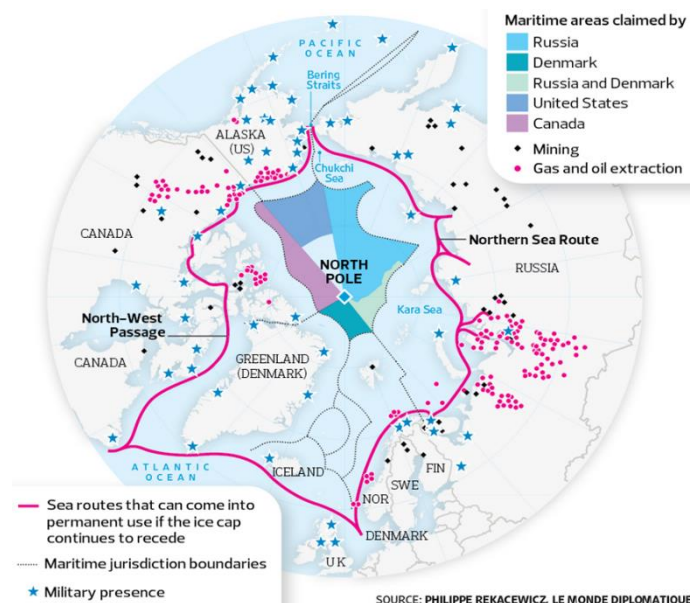 Maritime areas claimed by
Russia
Denmark
Russia and Denmark
United States
Canada
Mining
Gas and oil extraction
PACIFIC
OCEAN
Bering
Straits
ALASKA
(US)
Chukchi
Sea
CANADA
NORTH
POLE
Northern Sea Route
RUSSIA
Kara Sea
North-West
Passage
CANADA
GREENLAND
(DENMARK)
ATLANTIC
OCEAN
ICELAND
NOR
SWE
FIN
DENMARK
UK
Sea routes that can come into
permanent use if the ice cap
continues to recede
Maritime jurisdiction boundaries
Military presence
SOURCE: PHILIPPE REKACEWICZ, LE MONDE DIPLOMATIQUE